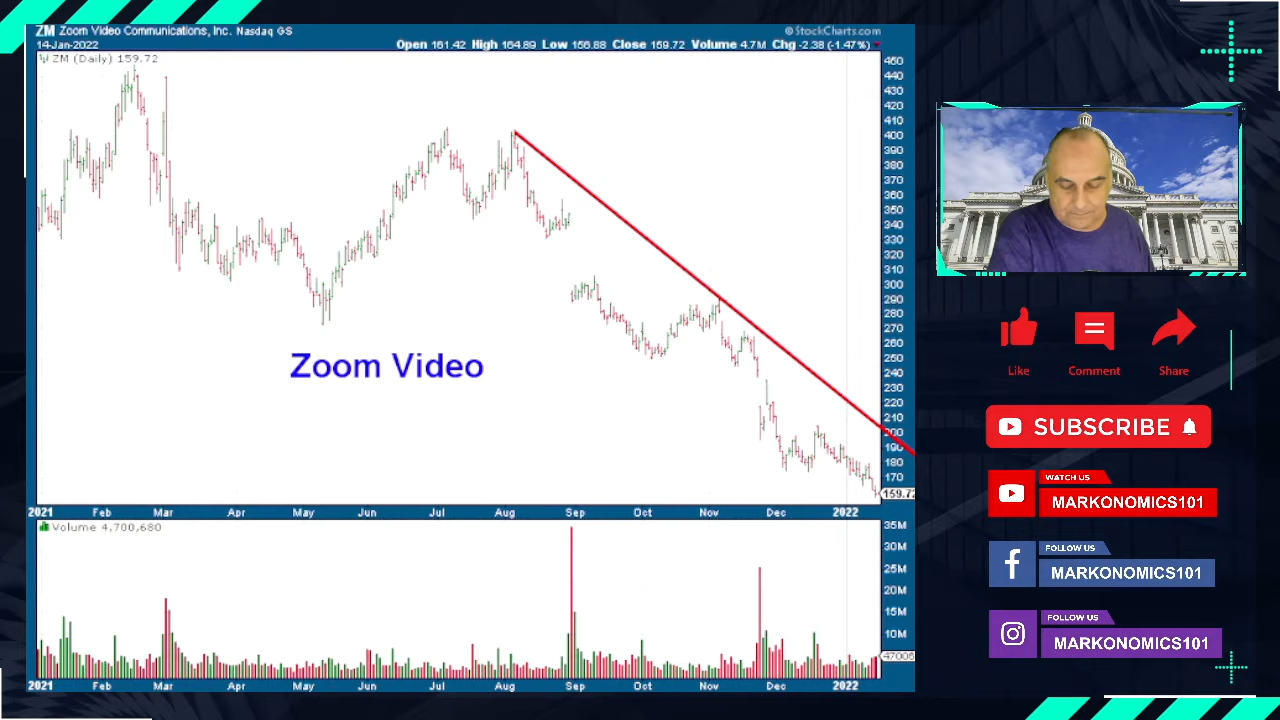 ZM Zoom Video Communications, Inc. Nasdaq GS
© StockCharts.com
14-Jan-2022
Open 161.42 High 164.89 Low 156.88 Close 159.72 Volume 4.7M Chg -2.38 (-1.47%)
ZM (Daily) 159.72
460
440
430
420
410
400
390
380
370
360
350
340
330
320
310
300
290
280
270
260
250
240
230
220
210
200
190
180
170
159.72
Zoom Video
2021 Feb Mar Apr May Jun Jul Aug Sep Oct Nov Dec 2022
Volume 4,700,680
35M
30M
25M
20M
15M
10M
47006
2021 Feb Mar Apr May Jun Jul Aug Sep Oct Nov Dec 2022
Like Comment Share
SUBSCRIBE
WATCH US
MARKONOMICS101
FOLLOW US
MARKONOMICS101
FOLLOW US
MARKONOMICS101